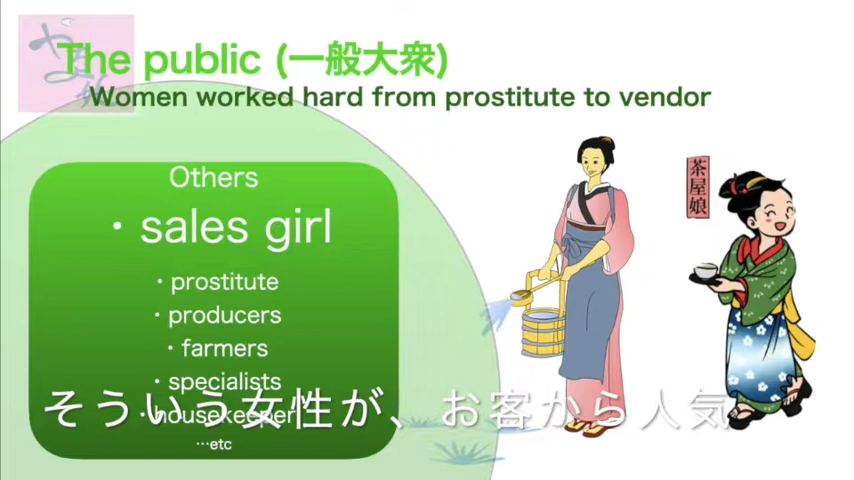 The public (一般大衆)
Women worked hard from prostitute to vendor
Others
・sales girl
・prostitute
・producers
・farmers
・specialists
・housekeeper
…etc
茶屋娘
そういう女性が、お客から人気